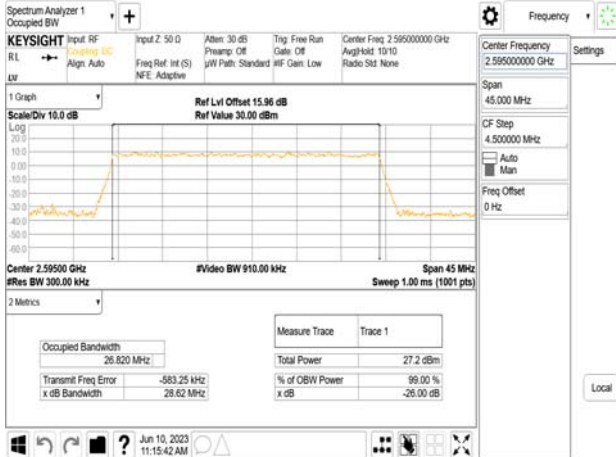 Spectrum Analyzer 1
Occupied BW
Frequency
KEYSIGHT
RL
Input: RF
Coupling: DC
Align: Auto
Input Z: 50 Ω
Freq Ref: Int (S)
NFE: Adaptive
Atten: 30 dB
Preamp: Off
µW Path: Standard
Trig: Free Run
Gate: Off
#IF Gain: Low
Center Freq: 2.595000000 GHz
Avg|Hold: 10/10
Radio Std: None
1 Graph
Scale/Div 10.0 dB
Ref Lvl Offset 15.96 dB
Ref Value 30.00 dBm
Log
20.0
10.0
0.00
-10.0
-20.0
-30.0
-40.0
-50.0
-60.0
Center 2.59500 GHz
#Res BW 300.00 kHz
#Video BW 910.00 kHz
Span 45 MHz
Sweep 1.00 ms (1001 pts)
2 Metrics
Measure Trace Trace 1
Occupied Bandwidth
26.820 MHz
Total Power 27.2 dBm
Transmit Freq Error -583.25 kHz
% of OBW Power 99.00 %
x dB Bandwidth 28.62 MHz
x dB -26.00 dB
Jun 10, 2023
11:15:42 AM
Center Frequency
2.595000000 GHz
Settings
Span
45.000 MHz
CF Step
4.500000 MHz
Auto
Man
Freq Offset
0 Hz
Local